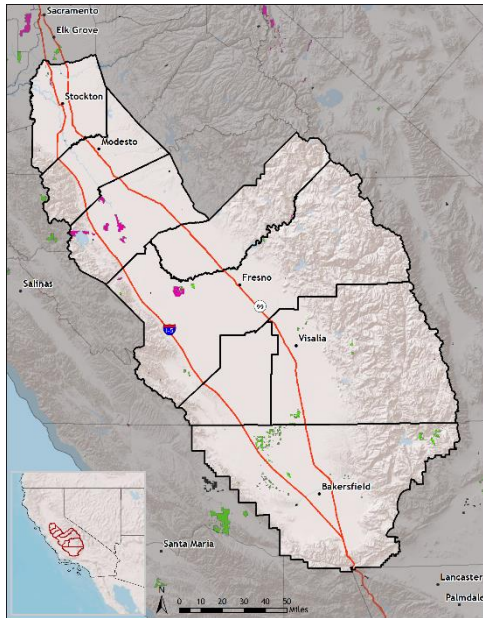 Sacramento
Elk Grove
Stockton
Modesto
Salinas
Fresno
99
I-5
Visalia
Bakersfield
Santa Maria
Lancaster
Palmdale
N
0 10 20 30 40 50
Miles